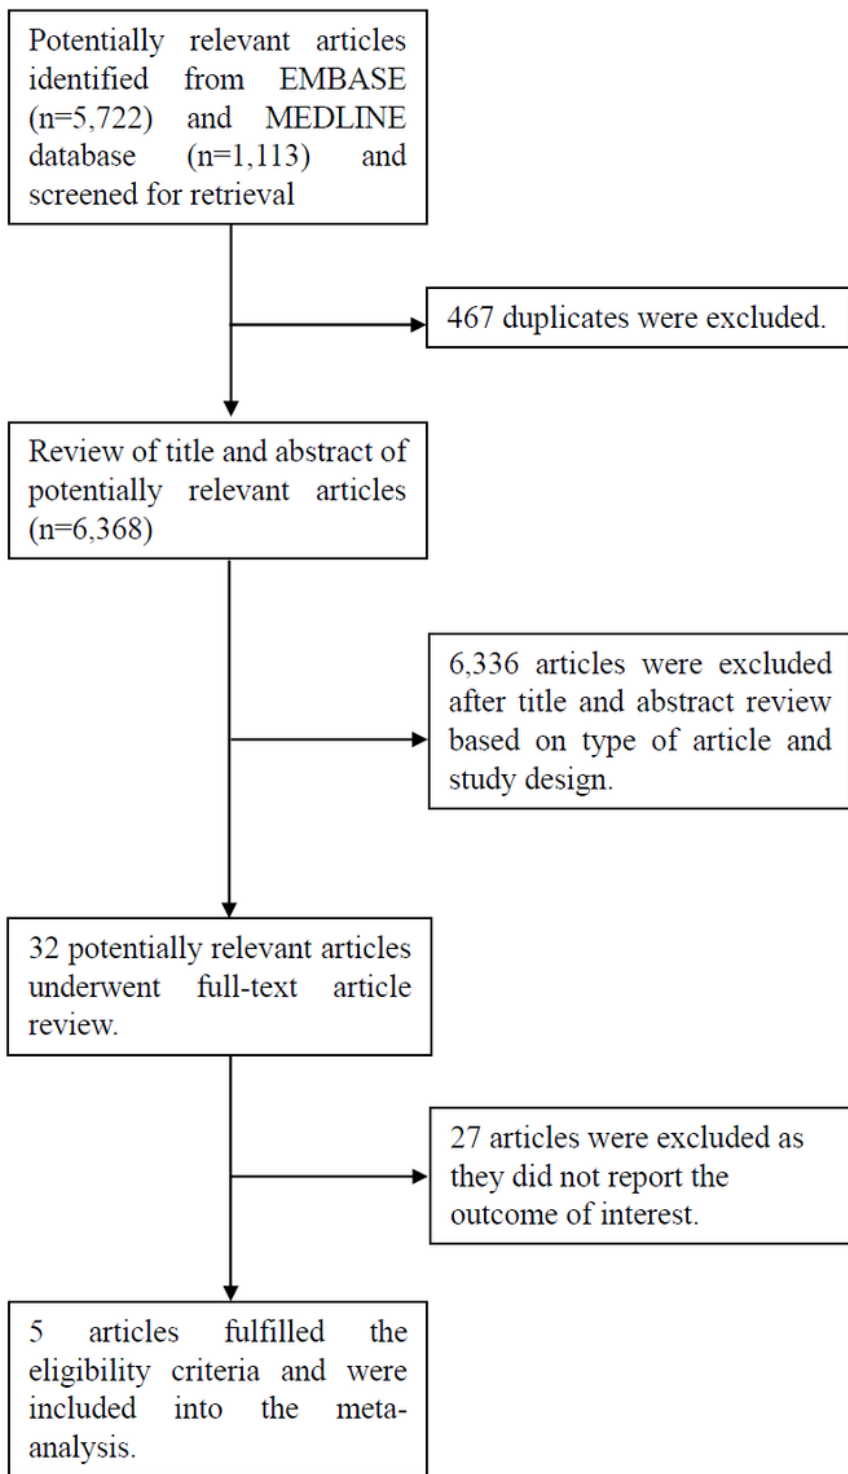 Potentially relevant articles
identified from EMBASE
(n=5,722) and MEDLINE
database (n=1,113) and
screened for retrieval
467 duplicates were excluded.
Review of title and abstract of
potentially relevant articles
(n=6,368)
6,336 articles were excluded
after title and abstract review
based on type of article and
study design.
32 potentially relevant articles
underwent full-text article
review.
27 articles were excluded as
they did not report the
outcome of interest.
5 articles fulfilled the
eligibility criteria and were
included into the meta-
analysis.